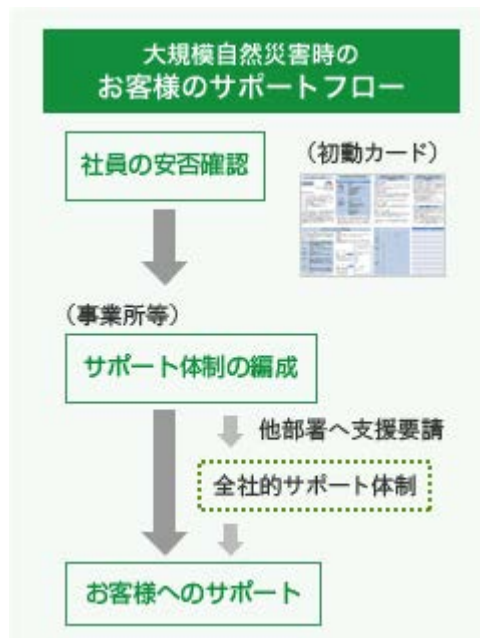 大規模自然災害時の
お客様のサポートフロー
社員の安否確認
（初動カード）
（事業所等）
サポート体制の編成
他部署へ支援要請
全社的サポート体制
お客様へのサポート